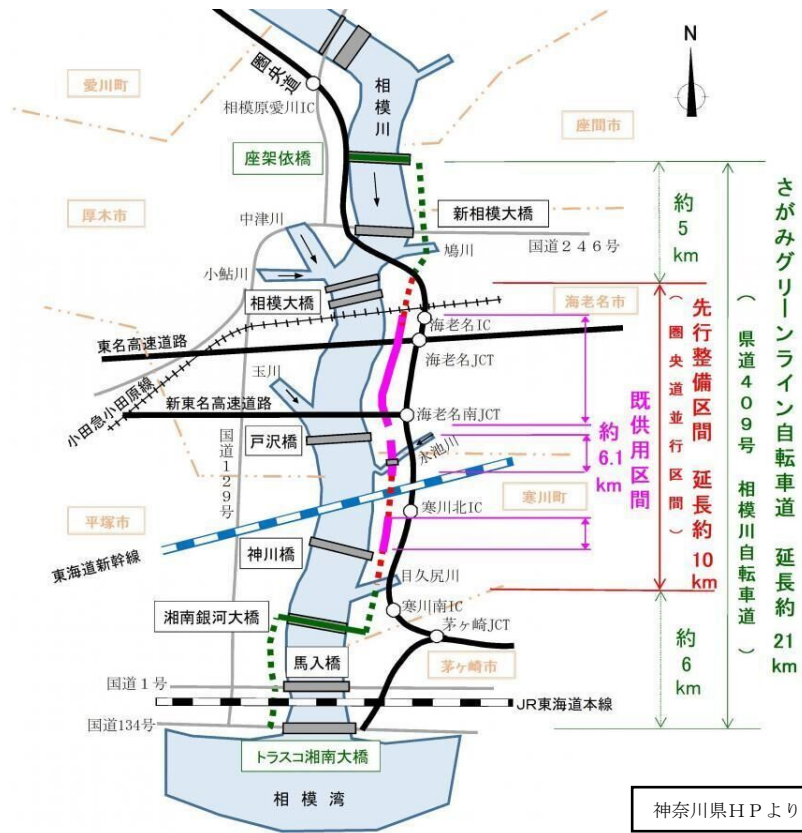 N
愛川町
圏央道
相模原愛川IC
相模川
座間市
座架依橋
厚木市
中津川
新相模大橋
国道246号
鳩川
小鮎川
相模大橋
海老名市
海老名IC
東名高速道路
海老名JCT
玉川
小田急小田原線
新東名高速道路
海老名南JCT
戸沢橋
永池川
国道129号
平塚市
寒川町
寒川北IC
東海道新幹線
神川橋
目久尻川
湘南銀河大橋
寒川南IC
茅ヶ崎JCT
馬入橋
茅ヶ崎市
国道1号
JR東海道本線
国道134号
トラスコ湘南大橋
相模湾
約5km
約6km
既供用区間
約6.1km
先行整備区間 延長約10km
(圏央道並行区間)
さがみグリーンライン自転車道 延長約21km
(県道409号 相模川自転車道)
神奈川県HPより